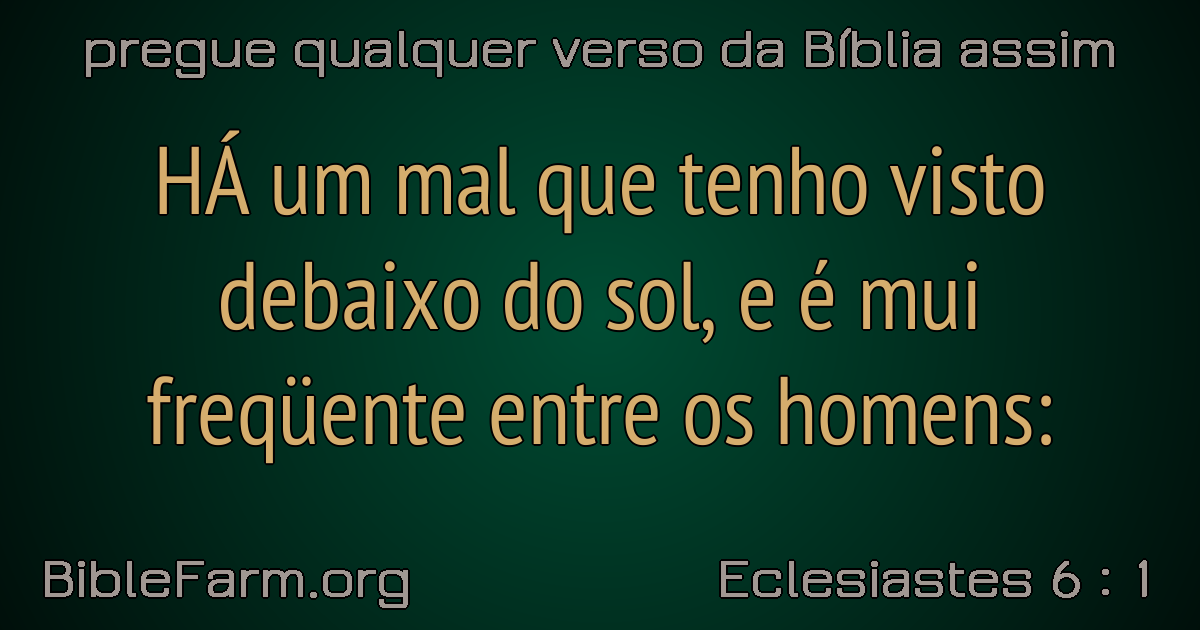 pregue qualquer verso da Bíblia assim
HÁ um mal que tenho visto
debaixo do sol, e é mui
freqüente entre os homens:
BibleFarm.org
Eclesiastes 6 : 1